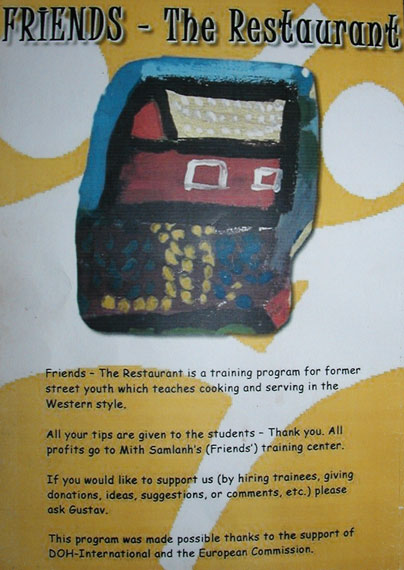 FRIENDS - The Restaurant
Friends - The Restaurant is a training program for former
street youth which teaches cooking and serving in the
Western style.
All your tips are given to the students - Thank you. All
profits go to Mith Samlanh's (Friends') training center.
If you would like to support us (by hiring trainees, giving
donations, ideas, suggestions, or comments, etc.) please
ask Gustav.
This program was made possible thanks to the support of
DOH-International and the European Commission.